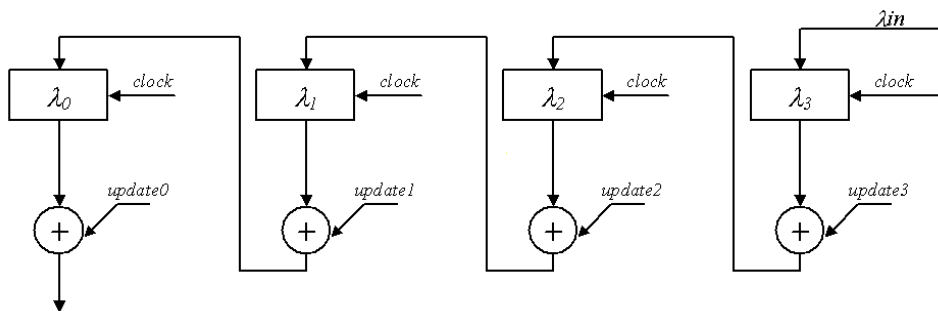 λin
clock
clock
clock
clock
λ0
λ1
λ2
λ3
update0
update1
update2
update3
+
+
+
+